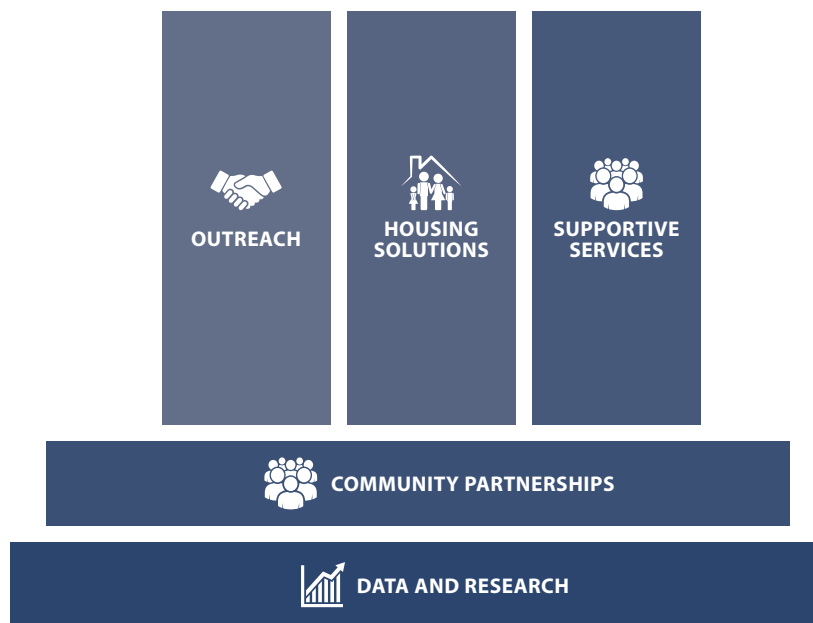 OUTREACH
HOUSING
SOLUTIONS
SUPPORTIVE
SERVICES
COMMUNITY PARTNERSHIPS
DATA AND RESEARCH